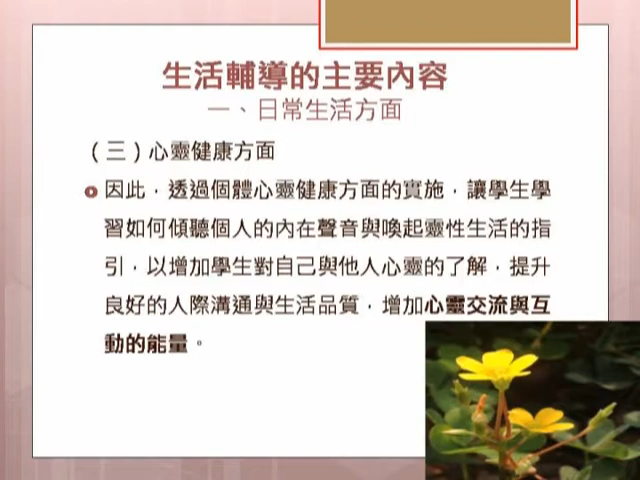 生活輔導的主要內容
一、日常生活方面
（三）心靈健康方面
因此，透過個體心靈健康方面的實施，讓學生學
習如何傾聽個人的內在聲音與喚起靈性生活的指
引，以增加學生對自己與他人心靈的了解，提升
良好的人際溝通與生活品質，增加心靈交流與互
動的能量。